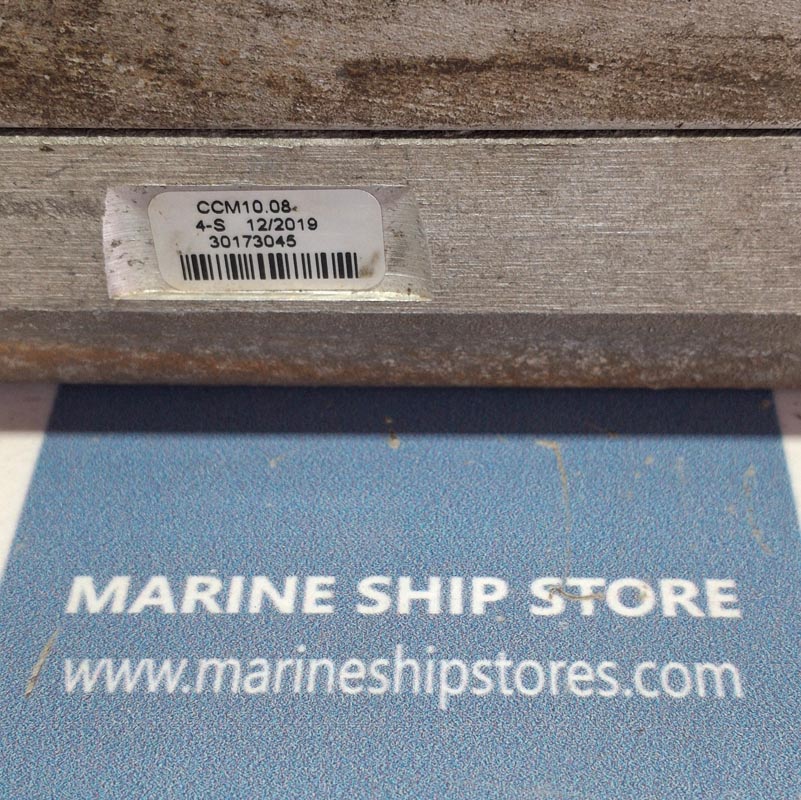 CCM10.08
4-S 12/2019
30173045
MARINE SHIP STORE
www.marineshipstores.com